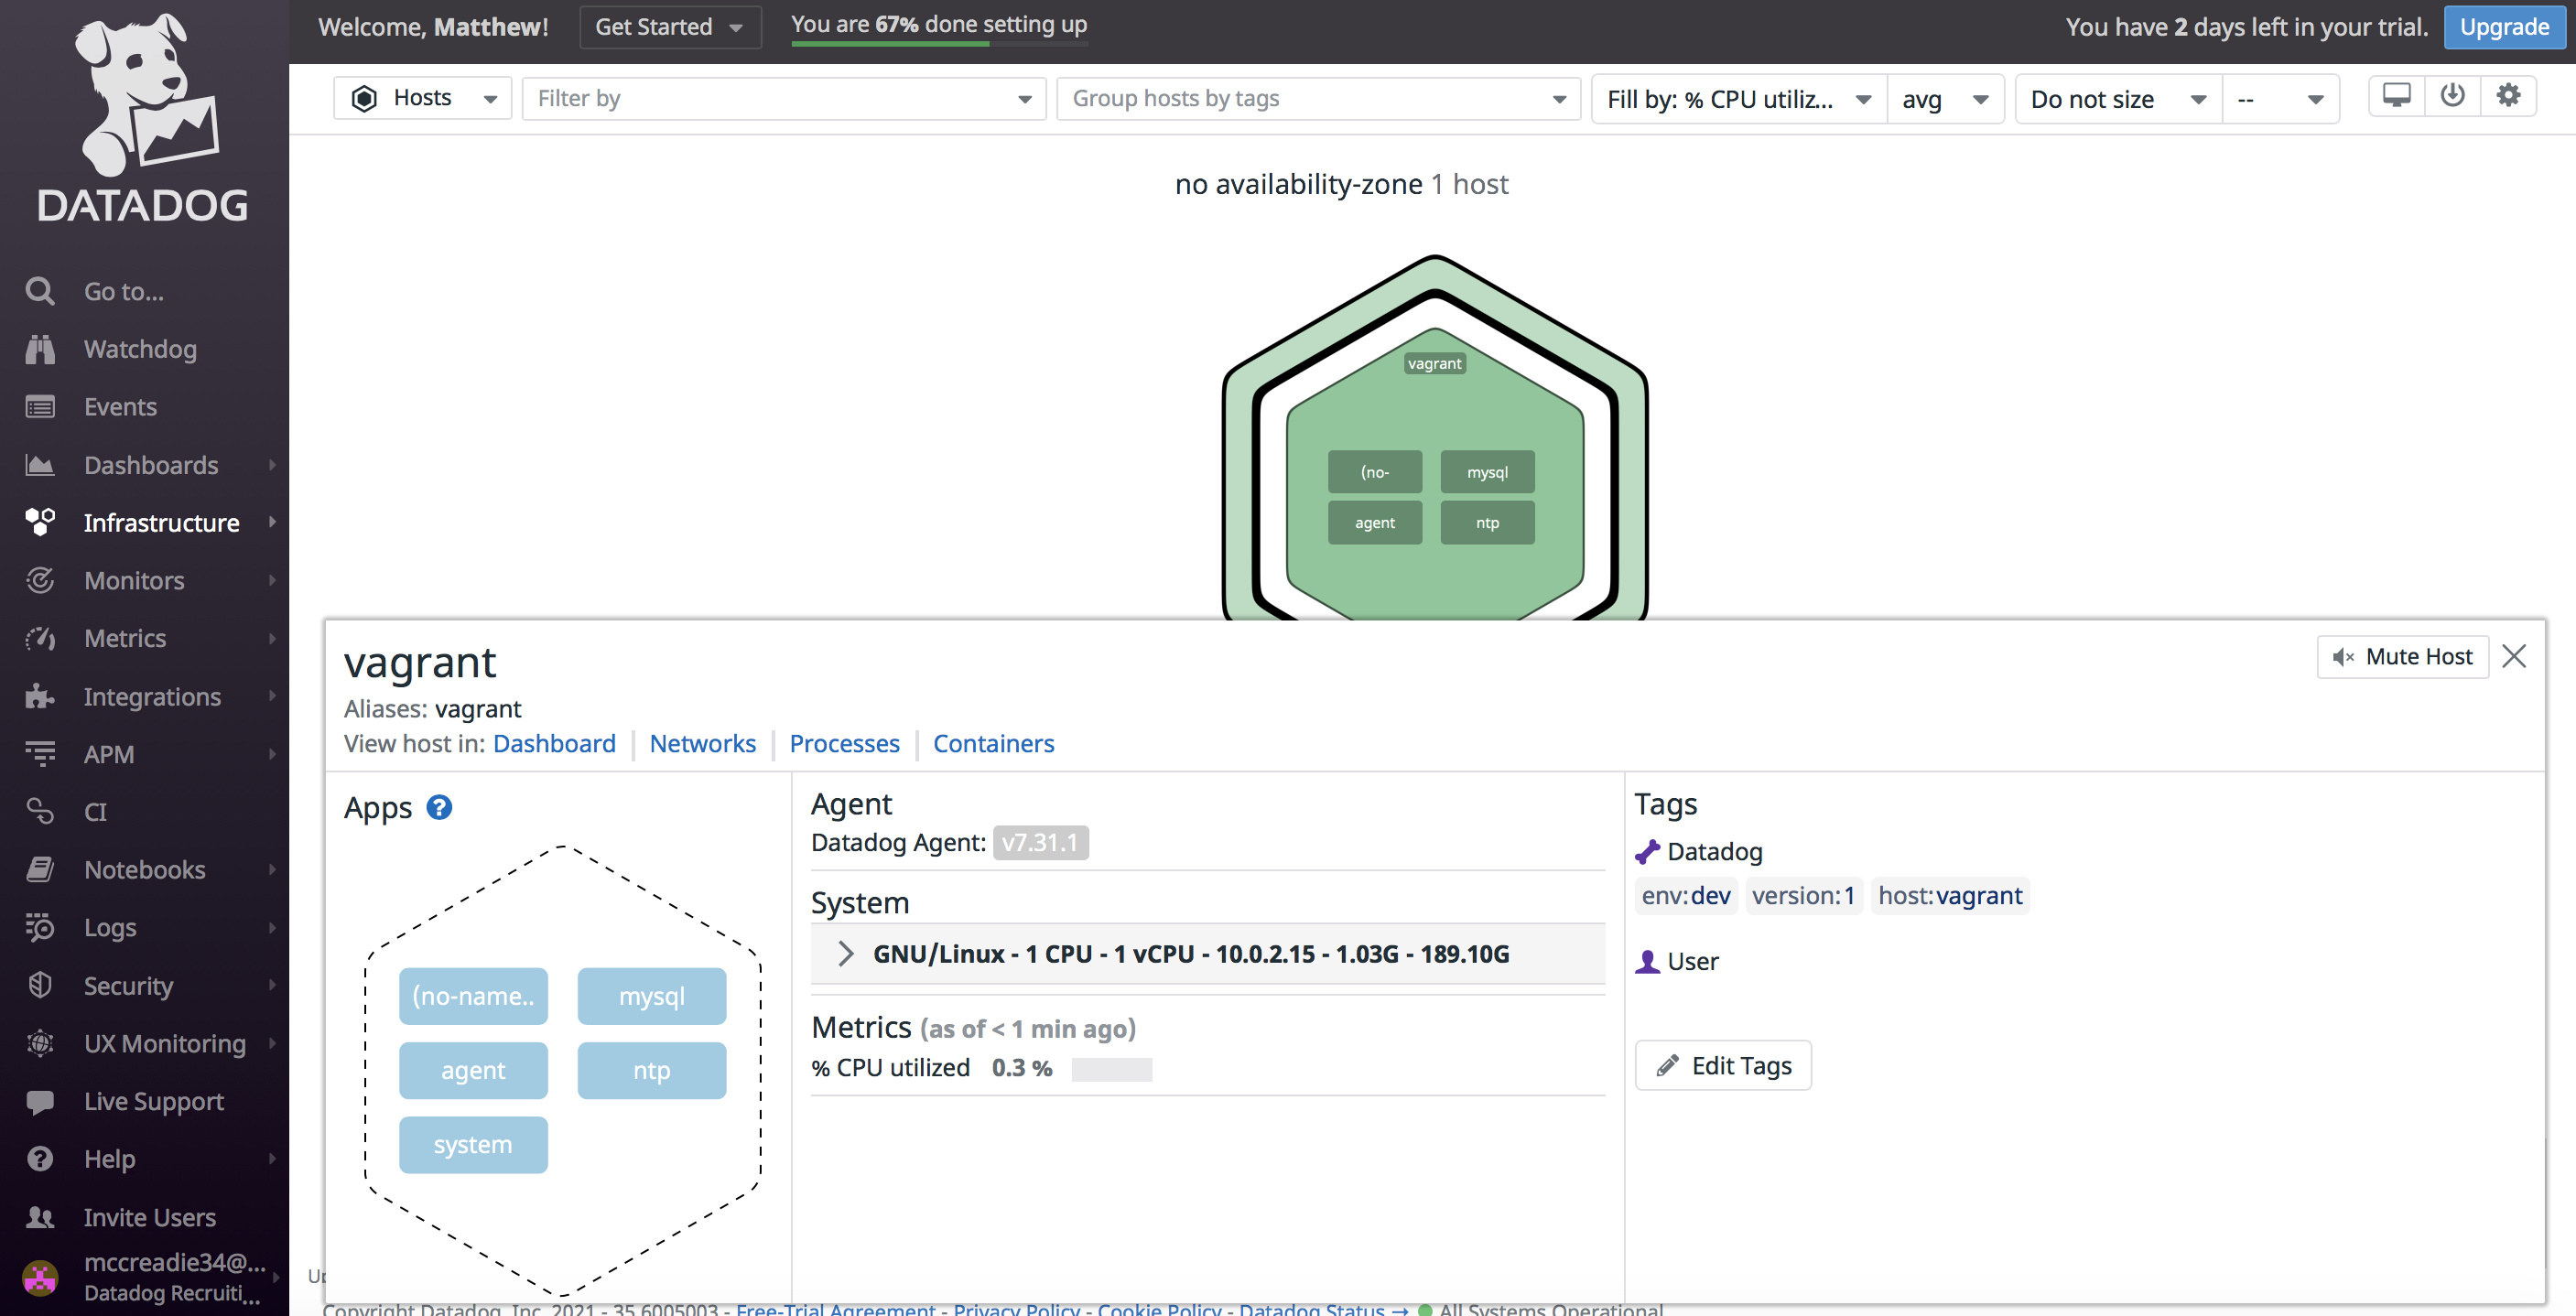 DATADOG
Welcome, Matthew!
Get Started
You are 67% done setting up
You have 2 days left in your trial.
Upgrade
Hosts
Filter by
Group hosts by tags
Fill by: % CPU utiliz...
avg
Do not size
--
Go to...
Watchdog
Events
Dashboards
Infrastructure
Monitors
Metrics
Integrations
APM
CI
Notebooks
Logs
Security
UX Monitoring
Live Support
Help
Invite Users
mccreadie34@...
Datadog Recruiti...
no availability-zone 1 host
vagrant
(no-
mysql
agent
ntp
vagrant
Mute Host
Aliases: vagrant
View host in: Dashboard | Networks | Processes | Containers
Apps ?
(no-name..
mysql
agent
ntp
system
Agent
Datadog Agent: v7.31.1
System
GNU/Linux - 1 CPU - 1 vCPU - 10.0.2.15 - 1.03G - 189.10G
Metrics (as of < 1 min ago)
% CPU utilized 0.3 %
Tags
Datadog
env:dev version:1 host:vagrant
User
Edit Tags
Copyright Datadog, Inc. 2021 - 35.6005003 - Free-Trial Agreement - Privacy Policy - Cookie Policy - Datadog Status → All Systems Operational